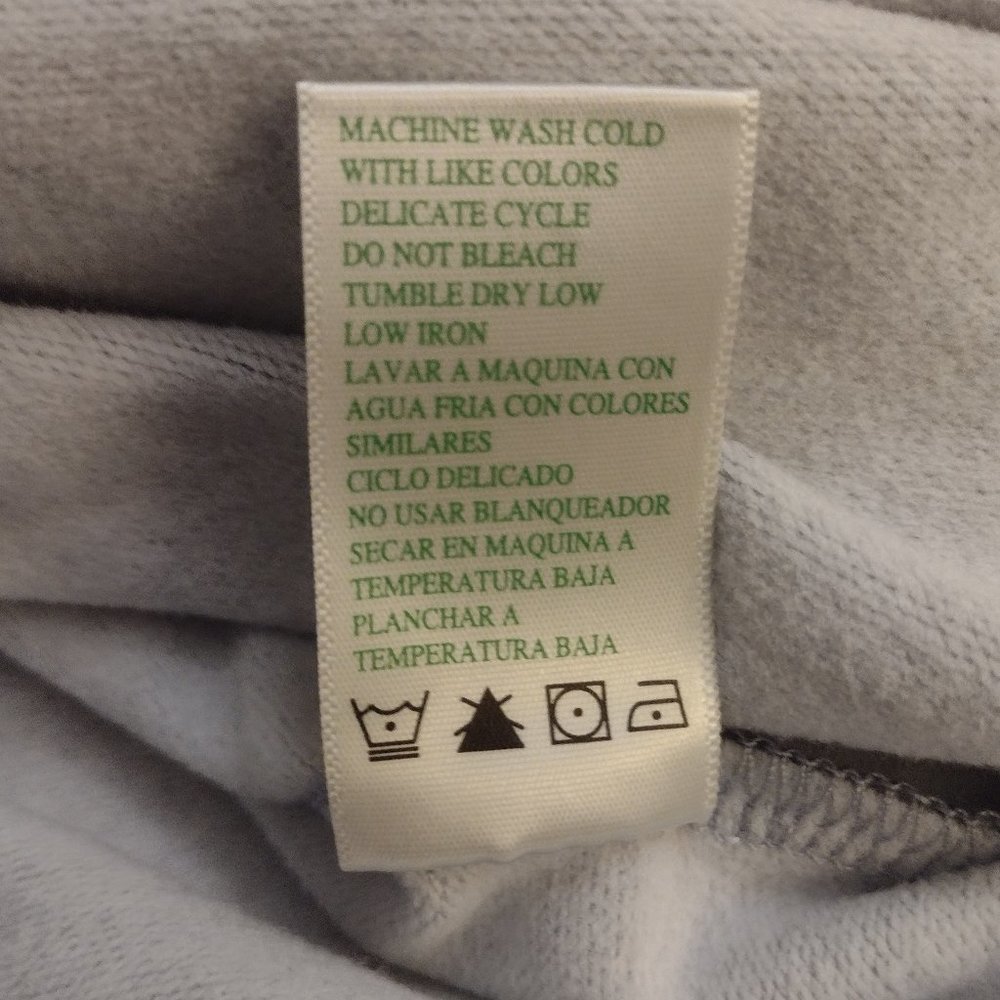 MACHINE WASH COLD
WITH LIKE COLORS
DELICATE CYCLE
DO NOT BLEACH
TUMBLE DRY LOW
LOW IRON
LAVAR A MAQUINA CON
AGUA FRIA CON COLORES
SIMILARES
CICLO DELICADO
NO USAR BLANQUEADOR
SECAR EN MAQUINA A
TEMPERATURA BAJA
PLANCHAR A
TEMPERATURA BAJA